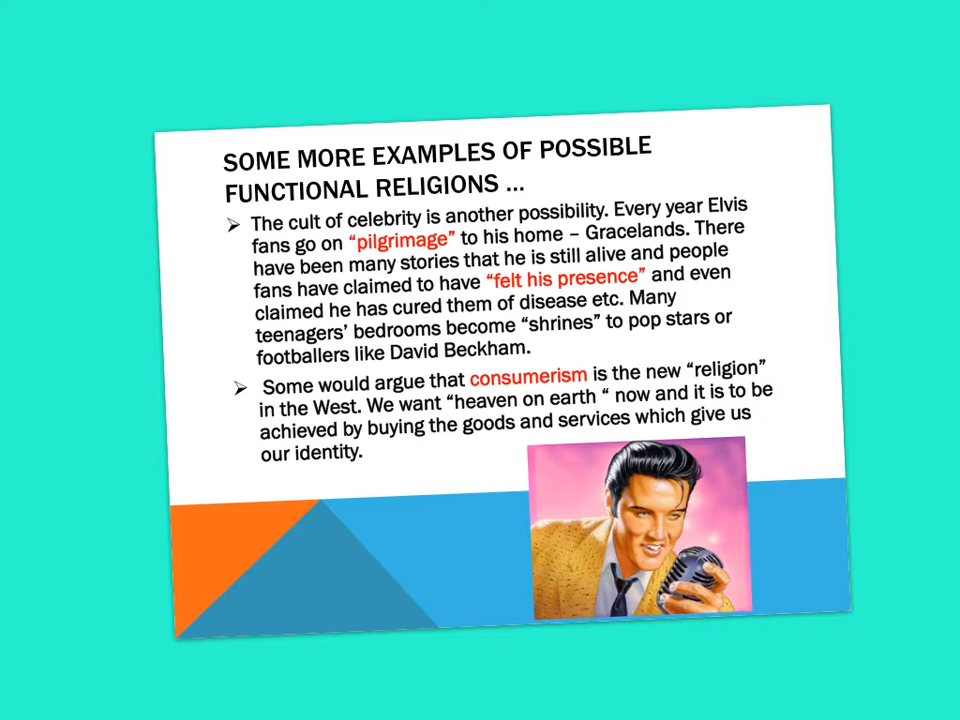 SOME MORE EXAMPLES OF POSSIBLE
FUNCTIONAL RELIGIONS ...
➢ The cult of celebrity is another possibility. Every year Elvis
fans go on “pilgrimage” to his home – Gracelands. There
have been many stories that he is still alive and people
fans have claimed to have “felt his presence” and even
claimed he has cured them of disease etc. Many
teenagers’ bedrooms become “shrines” to pop stars or
footballers like David Beckham.
➢ Some would argue that consumerism is the new “religion”
in the West. We want “heaven on earth “ now and it is to be
achieved by buying the goods and services which give us
our identity.